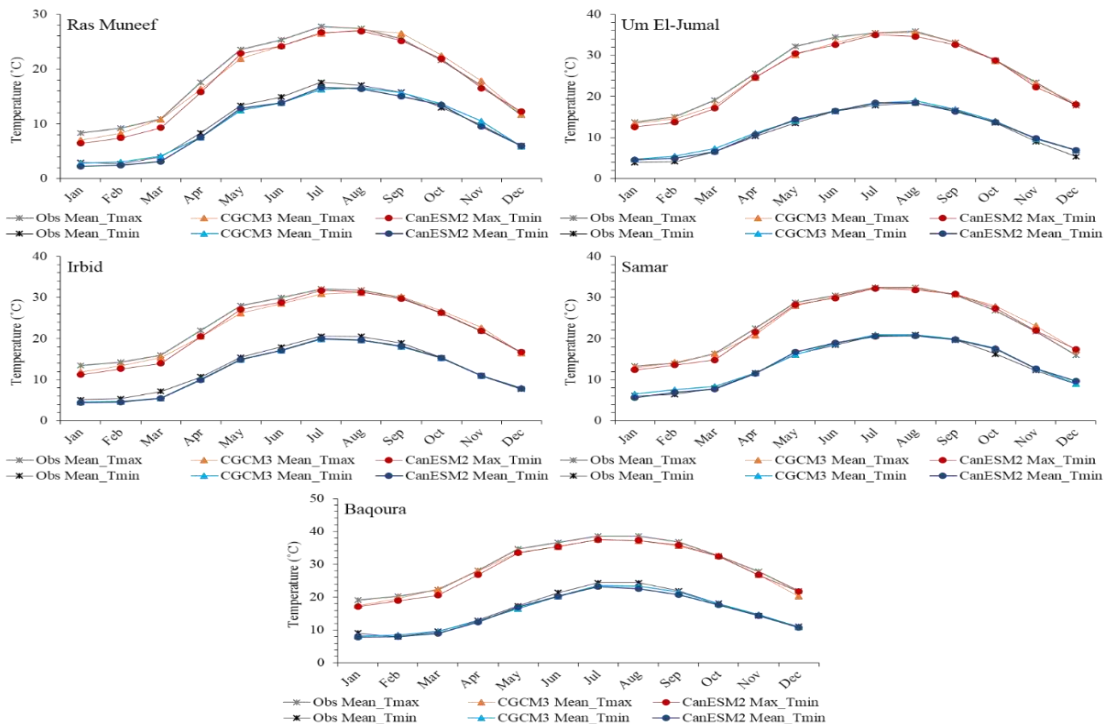 Ras Muneef
Temperature (˚C)
30
20
10
0
Jan Feb Mar Apr May Jun Jul Aug Sep Oct Nov Dec
Obs Mean_Tmax CGCM3 Mean_Tmax CanESM2 Max_Tmin
Obs Mean_Tmin CGCM3 Mean_Tmin CanESM2 Mean_Tmin
Um El-Jumal
Temperature (˚C)
40
30
20
10
0
Jan Feb Mar Apr May Jun Jul Aug Sep Oct Nov Dec
Obs Mean_Tmax CGCM3 Mean_Tmax CanESM2 Max_Tmin
Obs Mean_Tmin CGCM3 Mean_Tmin CanESM2 Mean_Tmin
Irbid
Temperature (˚C)
40
30
20
10
0
Jan Feb Mar Apr May Jun Jul Aug Sep Oct Nov Dec
Obs Mean_Tmax CGCM3 Mean_Tmax CanESM2 Max_Tmin
Obs Mean_Tmin CGCM3 Mean_Tmin CanESM2 Mean_Tmin
Samar
Temperature (˚C)
40
30
20
10
0
Jan Feb Mar Apr May Jun Jul Aug Sep Oct Nov Dec
Obs Mean_Tmax CGCM3 Mean_Tmax CanESM2 Max_Tmin
Obs Mean_Tmin CGCM3 Mean_Tmin CanESM2 Mean_Tmin
Baqoura
Temperature (˚C)
50
40
30
20
10
0
Jan Feb Mar Apr May Jun Jul Aug Sep Oct Nov Dec
Obs Mean_Tmax CGCM3 Mean_Tmax CanESM2 Max_Tmin
Obs Mean_Tmin CGCM3 Mean_Tmin CanESM2 Mean_Tmin